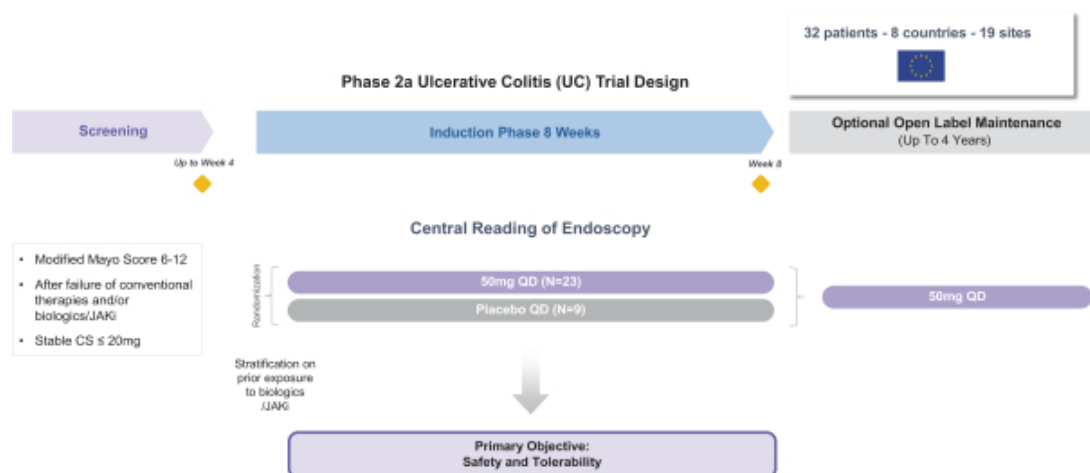 32 patients - 8 countries - 19 sites
Phase 2a Ulcerative Colitis (UC) Trial Design
Screening
Induction Phase 8 Weeks
Optional Open Label Maintenance
(Up To 4 Years)
Up to Week 4
Week 8
Central Reading of Endoscopy
• Modified Mayo Score 6-12
• After failure of conventional
therapies and/or
biologics/JAKi
• Stable CS ≤ 20mg
Randomization
50mg QD (N=23)
Placebo QD (N=9)
50mg QD
Stratification on
prior exposure
to biologics
/JAKi
Primary Objective:
Safety and Tolerability